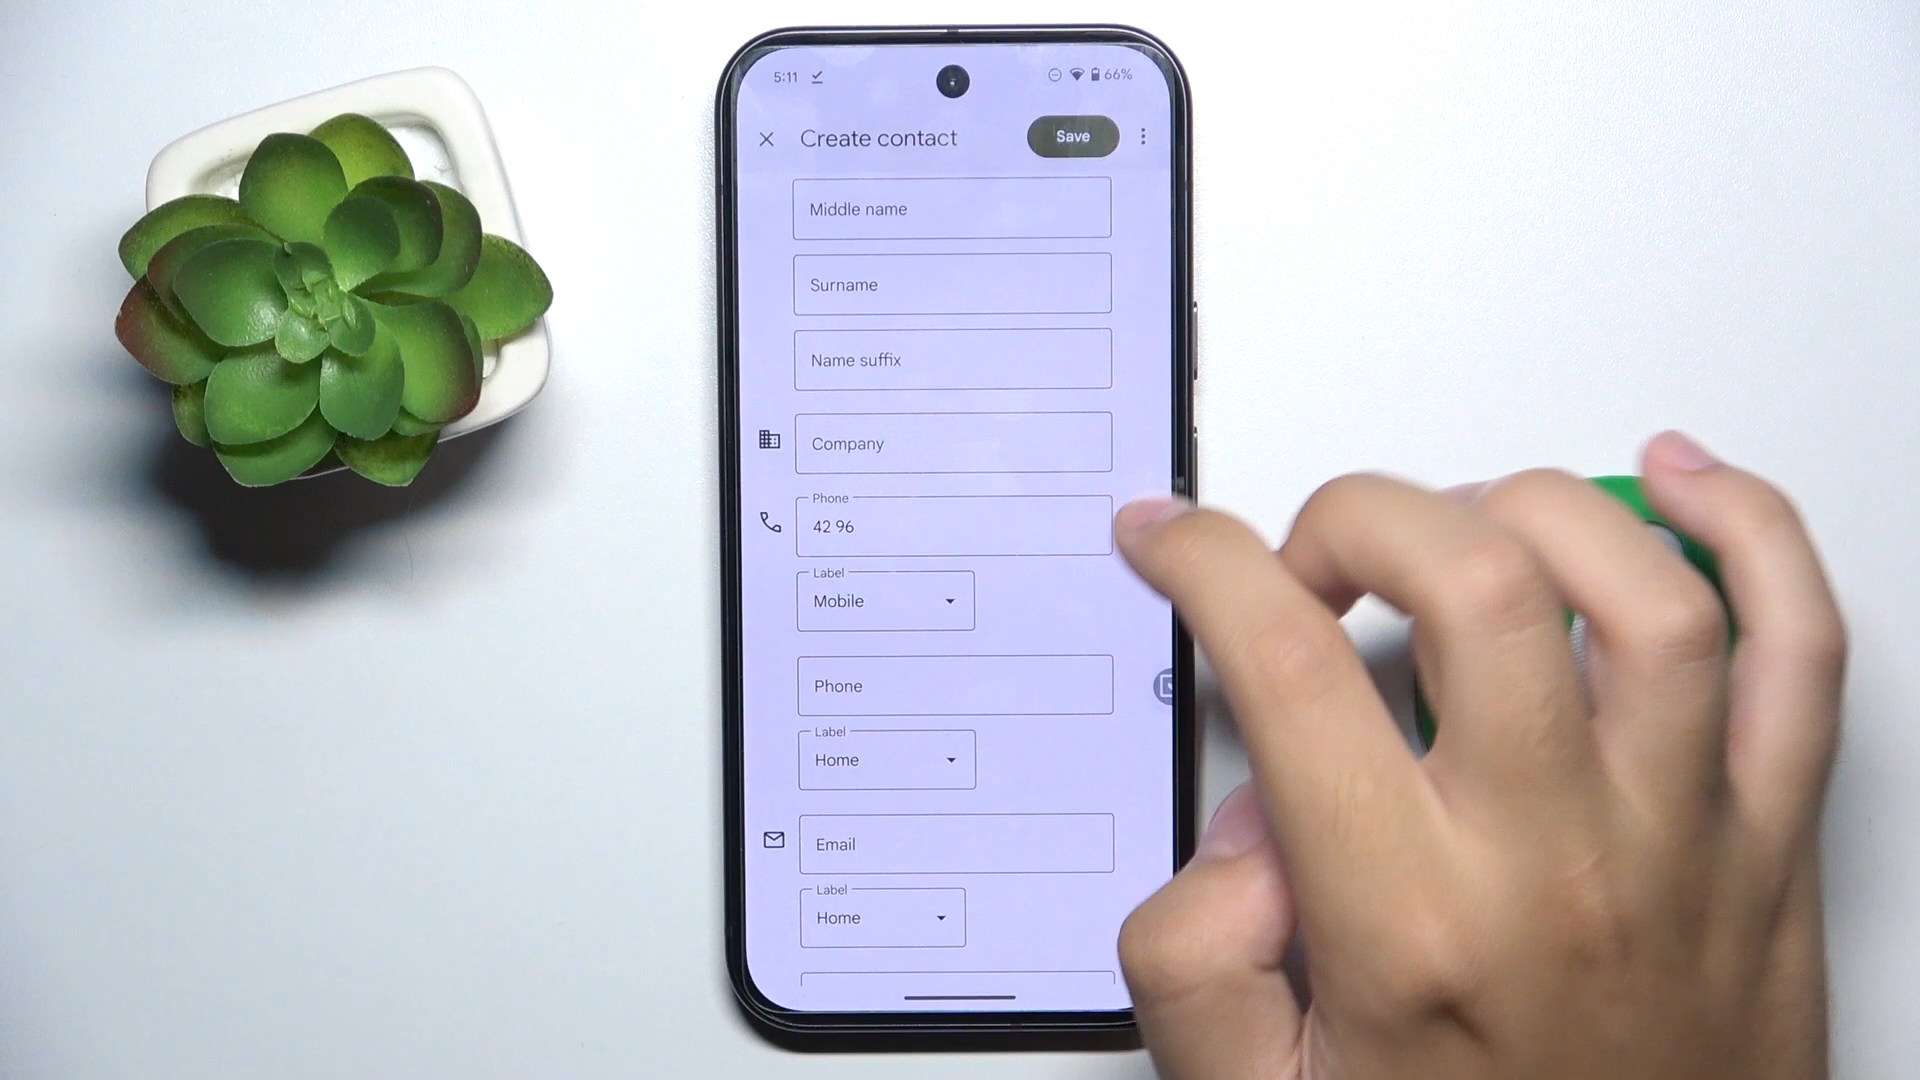 5:11 66%
Create contact Save
Middle name
Surname
Name suffix
Company
Phone
42 96
Label
Mobile
Phone
Label
Home
Email
Label
Home